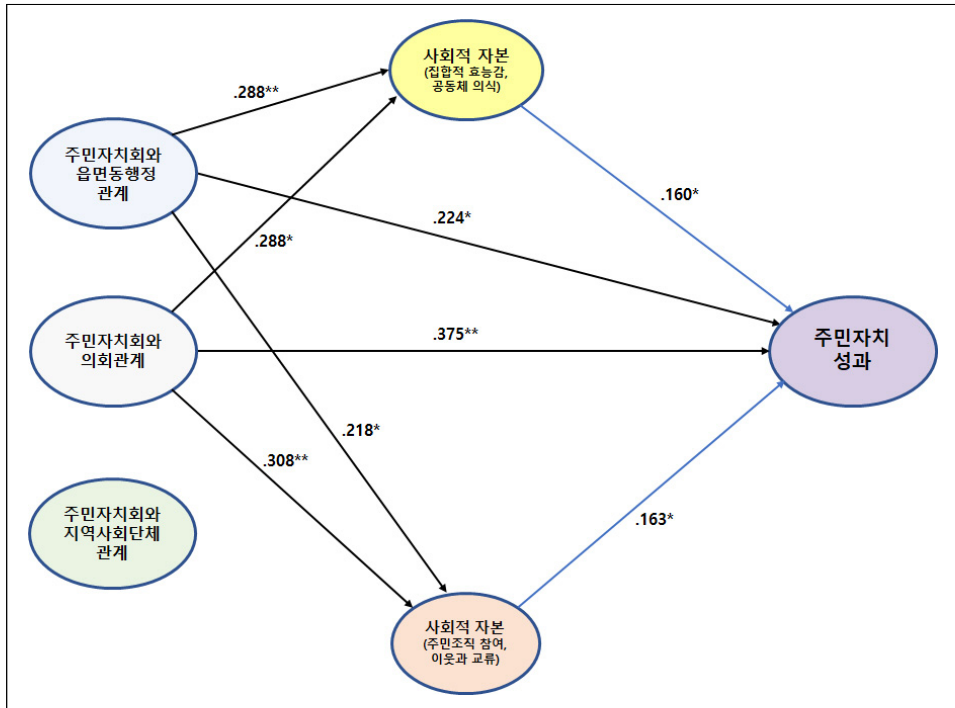 사회적 자본
(집합적 효능감,
공동체 의식)
.288**
주민자치회와
읍면동행정
관계
.160*
.224*
.288*
주민자치회와
의회관계
.375**
주민자치
성과
.218*
.308**
주민자치회와
지역사회단체
관계
.163*
사회적 자본
(주민조직 참여,
이웃과 교류)